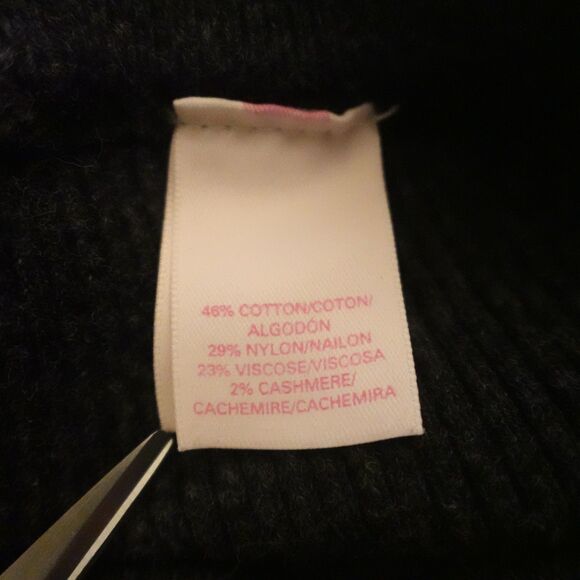 46% COTTON/COTON/
ALGODÓN
29% NYLON/NAILON
23% VISCOSE/VISCOSA
2% CASHMERE/
CACHEMIRE/CACHEMIRA